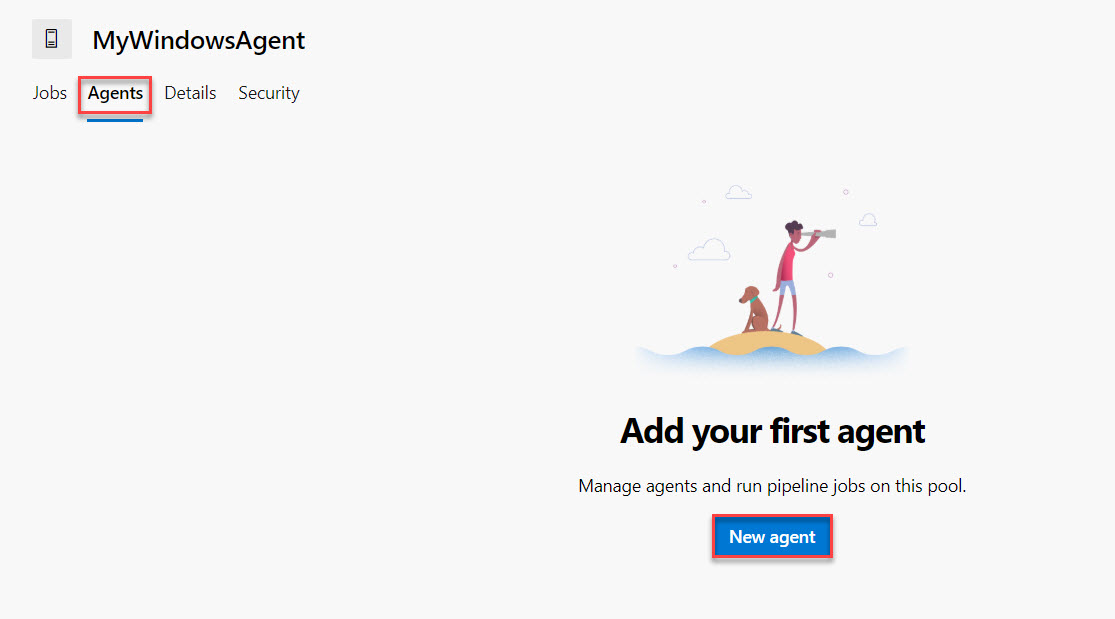 MyWindowsAgent
Jobs Agents Details Security
Add your first agent
Manage agents and run pipeline jobs on this pool.
New agent